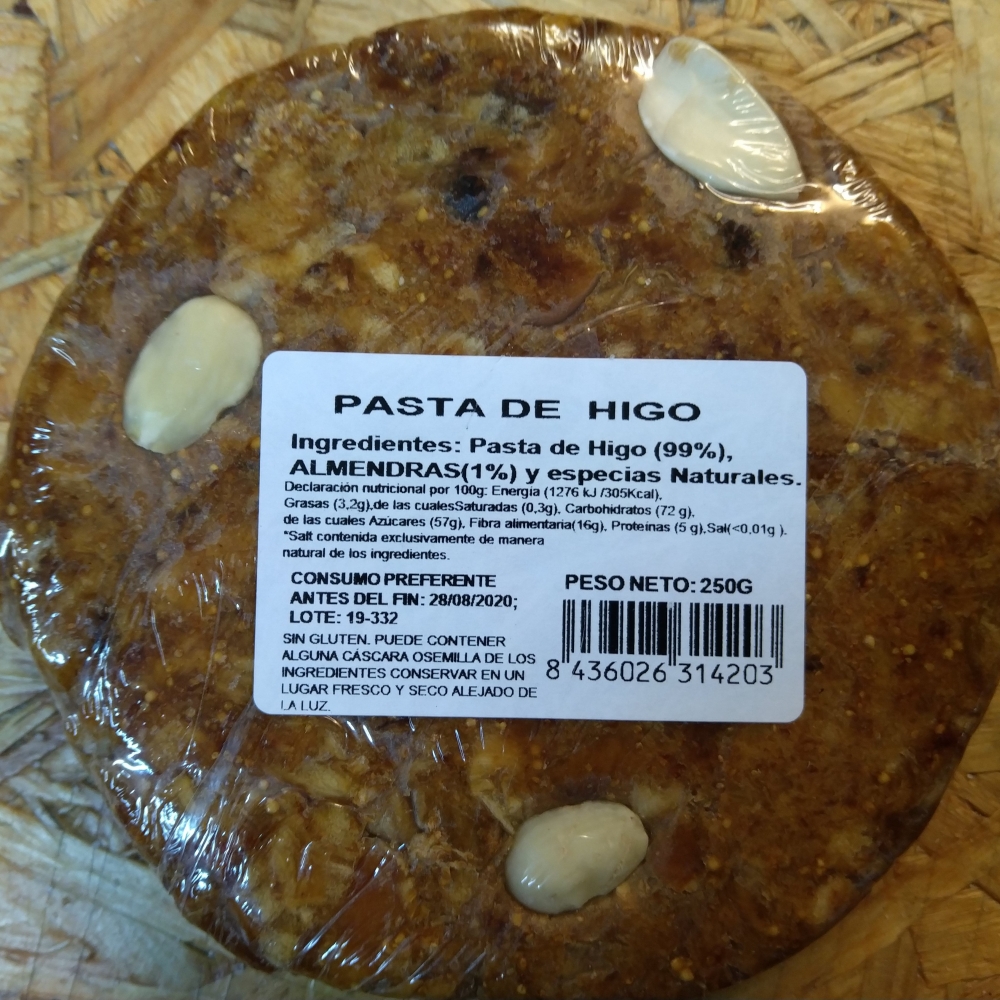 PASTA DE HIGO
Ingredientes: Pasta de Higo (99%),
ALMENDRAS(1%) y especias Naturales.
Declaración nutricional por 100g: Energía (1276 kJ /305Kcal),
Grasas (3,2g),de las cualesSaturadas (0,3g), Carbohidratos (72 g),
de las cuales Azúcares (57g), Fibra alimentaria(16g), Proteínas (5 g),Sal(<0,01g ).
*Salt contenida exclusivamente de manera
natural de los ingredientes.
CONSUMO PREFERENTE
ANTES DEL FIN: 28/08/2020;
LOTE: 19-332
SIN GLUTEN. PUEDE CONTENER
ALGUNA CÁSCARA OSEMILLA DE LOS
INGREDIENTES CONSERVAR EN UN
LUGAR FRESCO Y SECO ALEJADO DE
LA LUZ.
PESO NETO: 250G
8 436026 314203